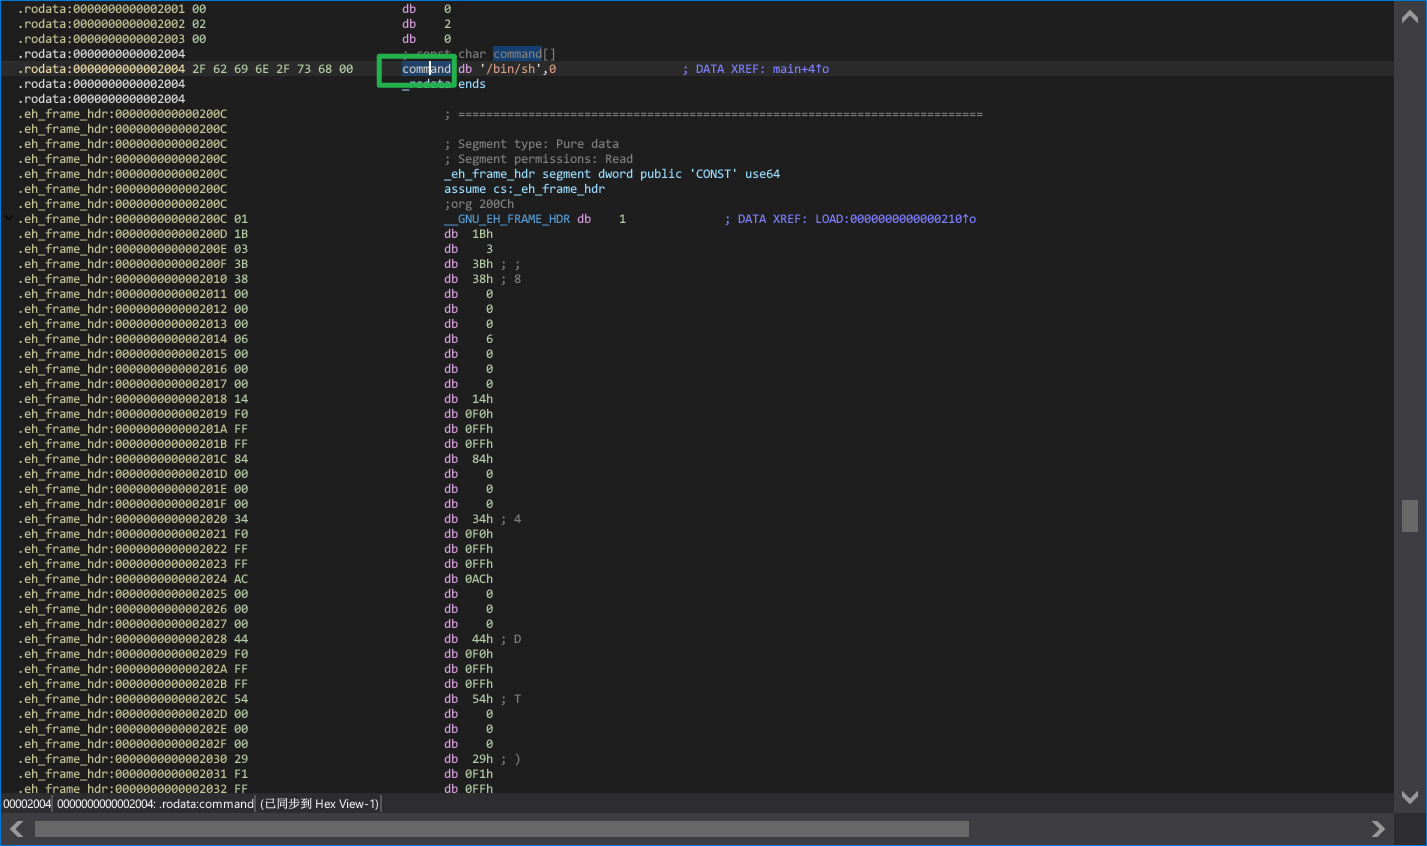 .rodata:0000000000002001 00 db 0
.rodata:0000000000002002 02 db 2
.rodata:0000000000002003 00 db 0
.rodata:0000000000002004 ; const char command[]
.rodata:0000000000002004 2F 62 69 6E 2F 73 68 00 command db '/bin/sh',0 ; DATA XREF: main+4↑o
.rodata:0000000000002004 _rodata ends
.rodata:0000000000002004
.eh_frame_hdr:000000000000200C ; ===========================================================================
.eh_frame_hdr:000000000000200C
.eh_frame_hdr:000000000000200C ; Segment type: Pure data
.eh_frame_hdr:000000000000200C ; Segment permissions: Read
.eh_frame_hdr:000000000000200C _eh_frame_hdr segment dword public 'CONST' use64
.eh_frame_hdr:000000000000200C assume cs:_eh_frame_hdr
.eh_frame_hdr:000000000000200C ;org 200Ch
.eh_frame_hdr:000000000000200C 01 __GNU_EH_FRAME_HDR db 1 ; DATA XREF: LOAD:0000000000000210↑o
.eh_frame_hdr:000000000000200D 1B db 1Bh
.eh_frame_hdr:000000000000200E 03 db 3
.eh_frame_hdr:000000000000200F 3B db 3Bh ; ;
.eh_frame_hdr:0000000000002010 38 db 38h ; 8
.eh_frame_hdr:0000000000002011 00 db 0
.eh_frame_hdr:0000000000002012 00 db 0
.eh_frame_hdr:0000000000002013 00 db 0
.eh_frame_hdr:0000000000002014 06 db 6
.eh_frame_hdr:0000000000002015 00 db 0
.eh_frame_hdr:0000000000002016 00 db 0
.eh_frame_hdr:0000000000002017 00 db 0
.eh_frame_hdr:0000000000002018 14 db 14h
.eh_frame_hdr:0000000000002019 F0 db 0F0h
.eh_frame_hdr:000000000000201A FF db 0FFh
.eh_frame_hdr:000000000000201B FF db 0FFh
.eh_frame_hdr:000000000000201C 84 db 84h
.eh_frame_hdr:000000000000201D 00 db 0
.eh_frame_hdr:000000000000201E 00 db 0
.eh_frame_hdr:000000000000201F 00 db 0
.eh_frame_hdr:0000000000002020 34 db 34h ; 4
.eh_frame_hdr:0000000000002021 F0 db 0F0h
.eh_frame_hdr:0000000000002022 FF db 0FFh
.eh_frame_hdr:0000000000002023 FF db 0FFh
.eh_frame_hdr:0000000000002024 AC db 0ACh
.eh_frame_hdr:0000000000002025 00 db 0
.eh_frame_hdr:0000000000002026 00 db 0
.eh_frame_hdr:0000000000002027 00 db 0
.eh_frame_hdr:0000000000002028 44 db 44h ; D
.eh_frame_hdr:0000000000002029 F0 db 0F0h
.eh_frame_hdr:000000000000202A FF db 0FFh
.eh_frame_hdr:000000000000202B FF db 0FFh
.eh_frame_hdr:000000000000202C 54 db 54h ; T
.eh_frame_hdr:000000000000202D 00 db 0
.eh_frame_hdr:000000000000202E 00 db 0
.eh_frame_hdr:000000000000202F 00 db 0
.eh_frame_hdr:0000000000002030 29 db 29h ; )
.eh_frame_hdr:0000000000002031 F1 db 0F1h
.eh_frame_hdr:0000000000002032 FF db 0FFh
00002004 0000000000002004: .rodata:command (已同步到 Hex View-1)